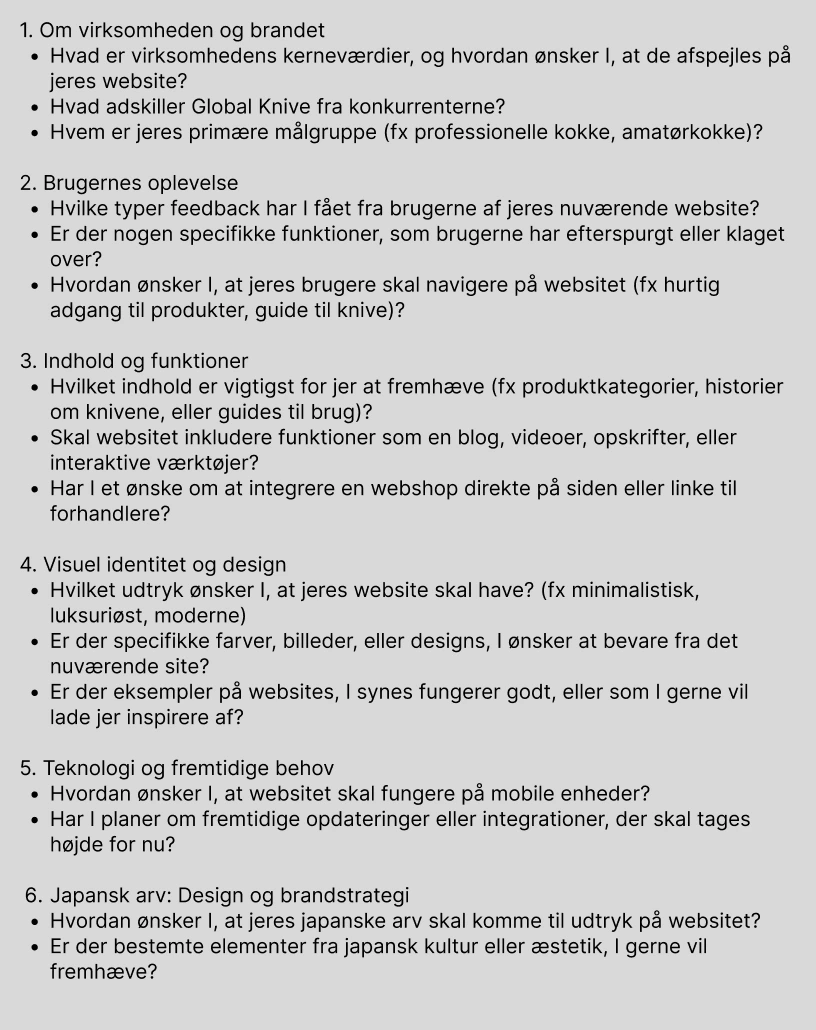 1. Om virksomheden og brandet
• Hvad er virksomhedens kerneværdier, og hvordan ønsker I, at de afspejles på
jeres website?
• Hvad adskiller Global Knive fra konkurrenterne?
• Hvem er jeres primære målgruppe (fx professionelle kokke, amatørkokke)?
2. Brugernes oplevelse
• Hvilke typer feedback har I fået fra brugerne af jeres nuværende website?
• Er der nogen specifikke funktioner, som brugerne har efterspurgt eller klaget
over?
• Hvordan ønsker I, at jeres brugere skal navigere på websitet (fx hurtig
adgang til produkter, guide til knive)?
3. Indhold og funktioner
• Hvilket indhold er vigtigst for jer at fremhæve (fx produktkategorier, historier
om knivene, eller guides til brug)?
• Skal websitet inkludere funktioner som en blog, videoer, opskrifter, eller
interaktive værktøjer?
• Har I et ønske om at integrere en webshop direkte på siden eller linke til
forhandlere?
4. Visuel identitet og design
• Hvilket udtryk ønsker I, at jeres website skal have? (fx minimalistisk,
luksuriøst, moderne)
• Er der specifikke farver, billeder, eller designs, I ønsker at bevare fra det
nuværende site?
• Er der eksempler på websites, I synes fungerer godt, eller som I gerne vil
lade jer inspirere af?
5. Teknologi og fremtidige behov
• Hvordan ønsker I, at websitet skal fungere på mobile enheder?
• Har I planer om fremtidige opdateringer eller integrationer, der skal tages
højde for nu?
6. Japansk arv: Design og brandstrategi
• Hvordan ønsker I, at jeres japanske arv skal komme til udtryk på websitet?
• Er der bestemte elementer fra japansk kultur eller æstetik, I gerne vil
fremhæve?